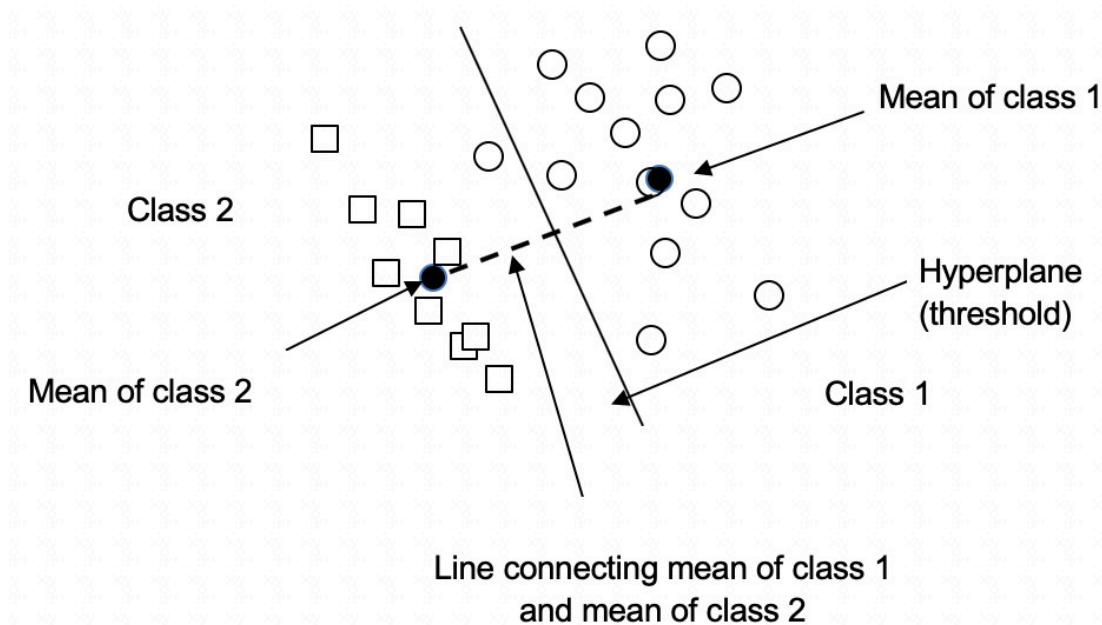 Mean of class 1
Class 2
Hyperplane
(threshold)
Mean of class 2
Class 1
Line connecting mean of class 1
and mean of class 2